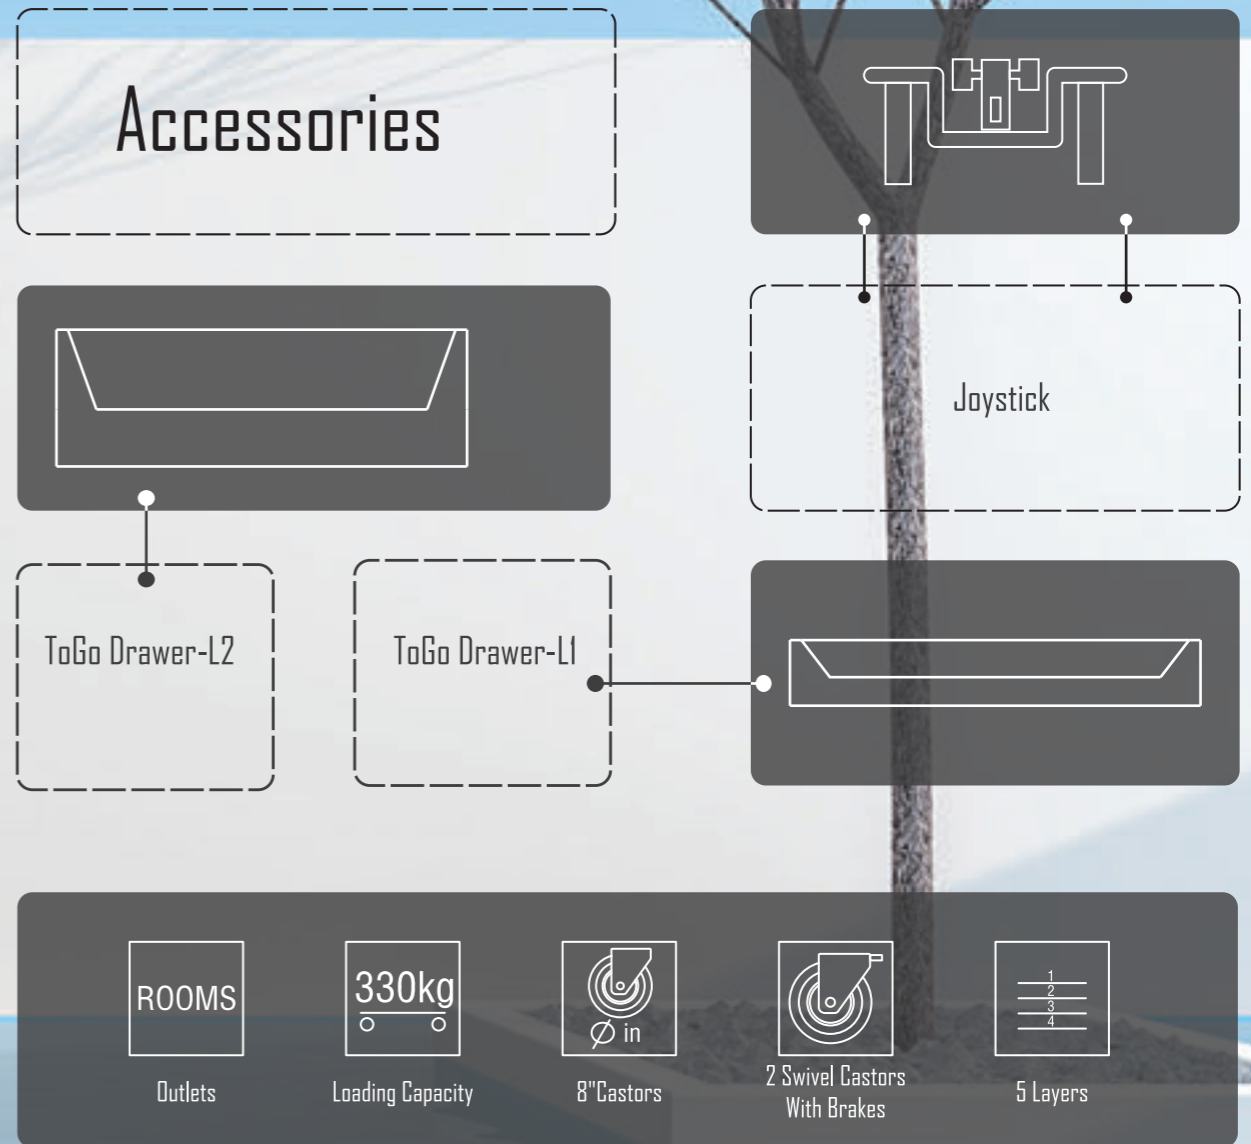 Accessories
Joystick
ToGo Drawer-L2
ToGo Drawer-L1
ROOMS
Outlets
330kg
Loading Capacity
Ø in
8"Castors
2 Swivel Castors
With Brakes
1
2
3
4
5 Layers